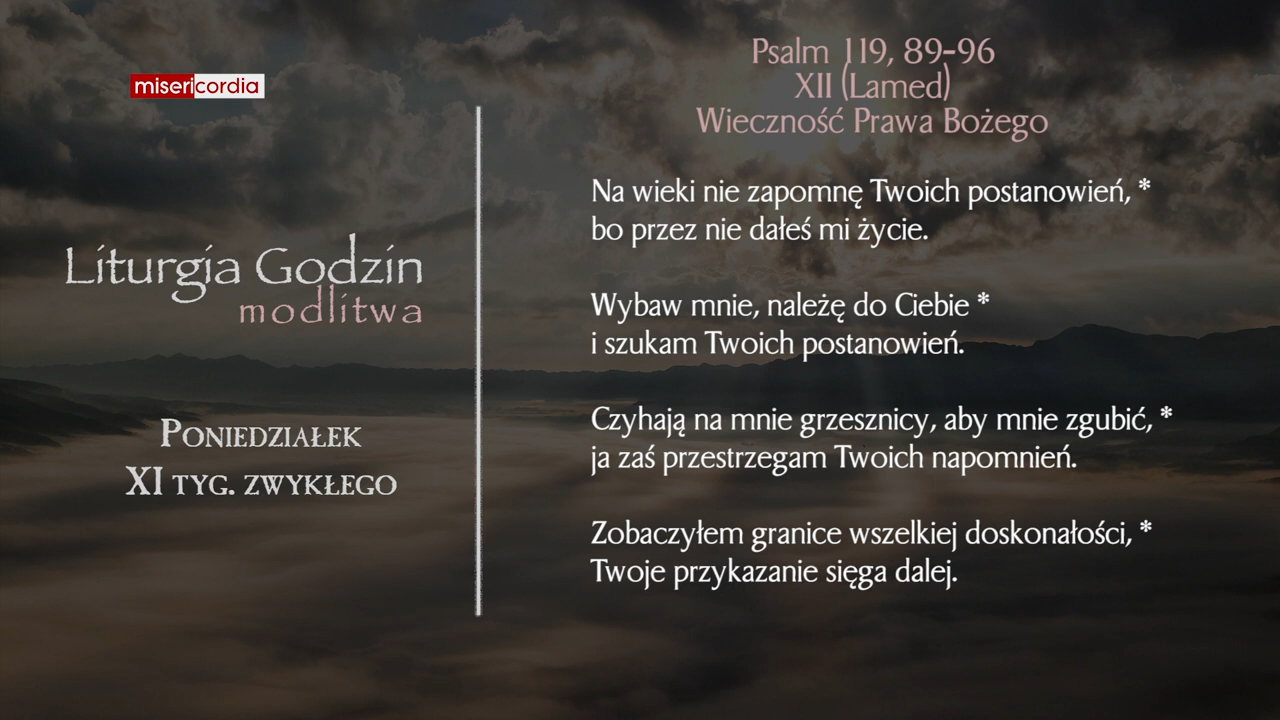 misericordia
Liturgia Godzin
modlitwa
Poniedziałek
XI tyg. zwykłego
Psalm 119, 89-96
XII (Lamed)
Wieczność Prawa Bożego
Na wieki nie zapomnę Twoich postanowień, *
bo przez nie dałeś mi życie.
Wybaw mnie, należę do Ciebie *
i szukam Twoich postanowień.
Czyhają na mnie grzesznicy, aby mnie zgubić, *
ja zaś przestrzegam Twoich napomnień.
Zobaczyłem granice wszelkiej doskonałości, *
Twoje przykazanie sięga dalej.